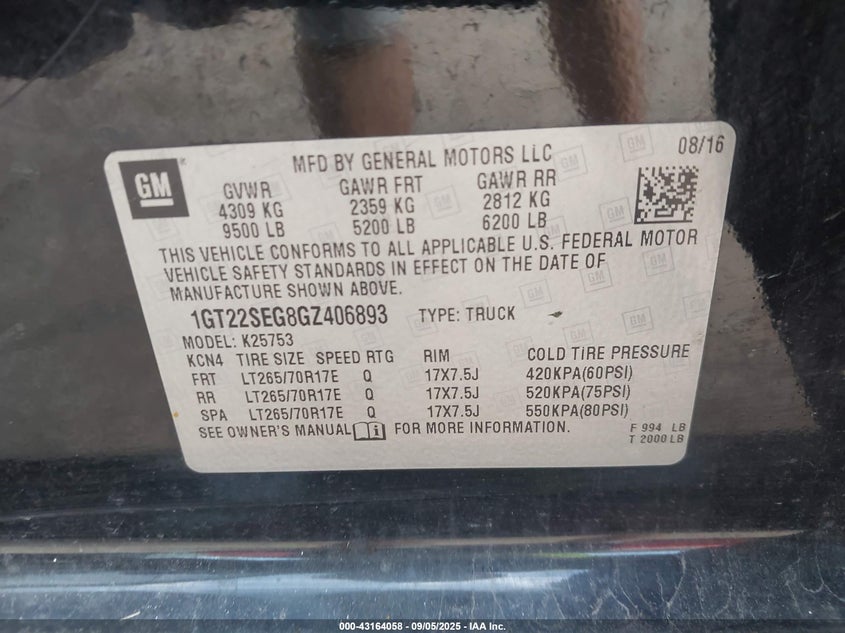 GM
MFD BY GENERAL MOTORS LLC 08/16
GVWR GAWR FRT GAWR RR
4309 KG 2359 KG 2812 KG
9500 LB 5200 LB 6200 LB
THIS VEHICLE CONFORMS TO ALL APPLICABLE U.S. FEDERAL MOTOR
VEHICLE SAFETY STANDARDS IN EFFECT ON THE DATE OF
MANUFACTURE SHOWN ABOVE.
1GT22SEG8GZ406893 TYPE: TRUCK
MODEL: K25753
KCN4 TIRE SIZE SPEED RTG RIM COLD TIRE PRESSURE
FRT LT265/70R17E Q 17X7.5J 420KPA(60PSI)
RR LT265/70R17E Q 17X7.5J 520KPA(75PSI)
SPA LT265/70R17E Q 17X7.5J 550KPA(80PSI)
SEE OWNER'S MANUAL FOR MORE INFORMATION.
F 994 LB
T 2000 LB
000-43164058 - 09/05/2025 - IAA Inc.